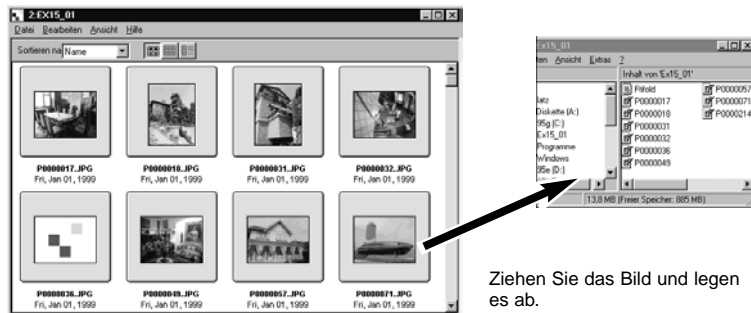 2:EX15_01
Datei Bearbeiten Ansicht Hilfe
Sortieren na Name
P0000017.JPG
Fri, Jan 01, 1999
P0000018.JPG
Fri, Jan 01, 1999
P0000031.JPG
Fri, Jan 01, 1999
P0000032.JPG
Fri, Jan 01, 1999
P0000036.JPG
Fri, Jan 01, 1999
P0000049.JPG
Fri, Jan 01, 1999
P0000057.JPG
Fri, Jan 01, 1999
P0000071.JPG
Fri, Jan 01, 1999
Ex15_01
ten Ansicht Extras ?
Inhalt von 'Ex15_01'
latz
Diskette (A:)
95g (C:)
Ex15_01
Programme
Windows
95e (D:)
P0000017
P0000018
P0000031
P0000032
P0000036
P0000049
P0000057
P0000071
P0000214
13,8 MB (Freier Speicher: 885 MB)
Ziehen Sie das Bild und legen
es ab.